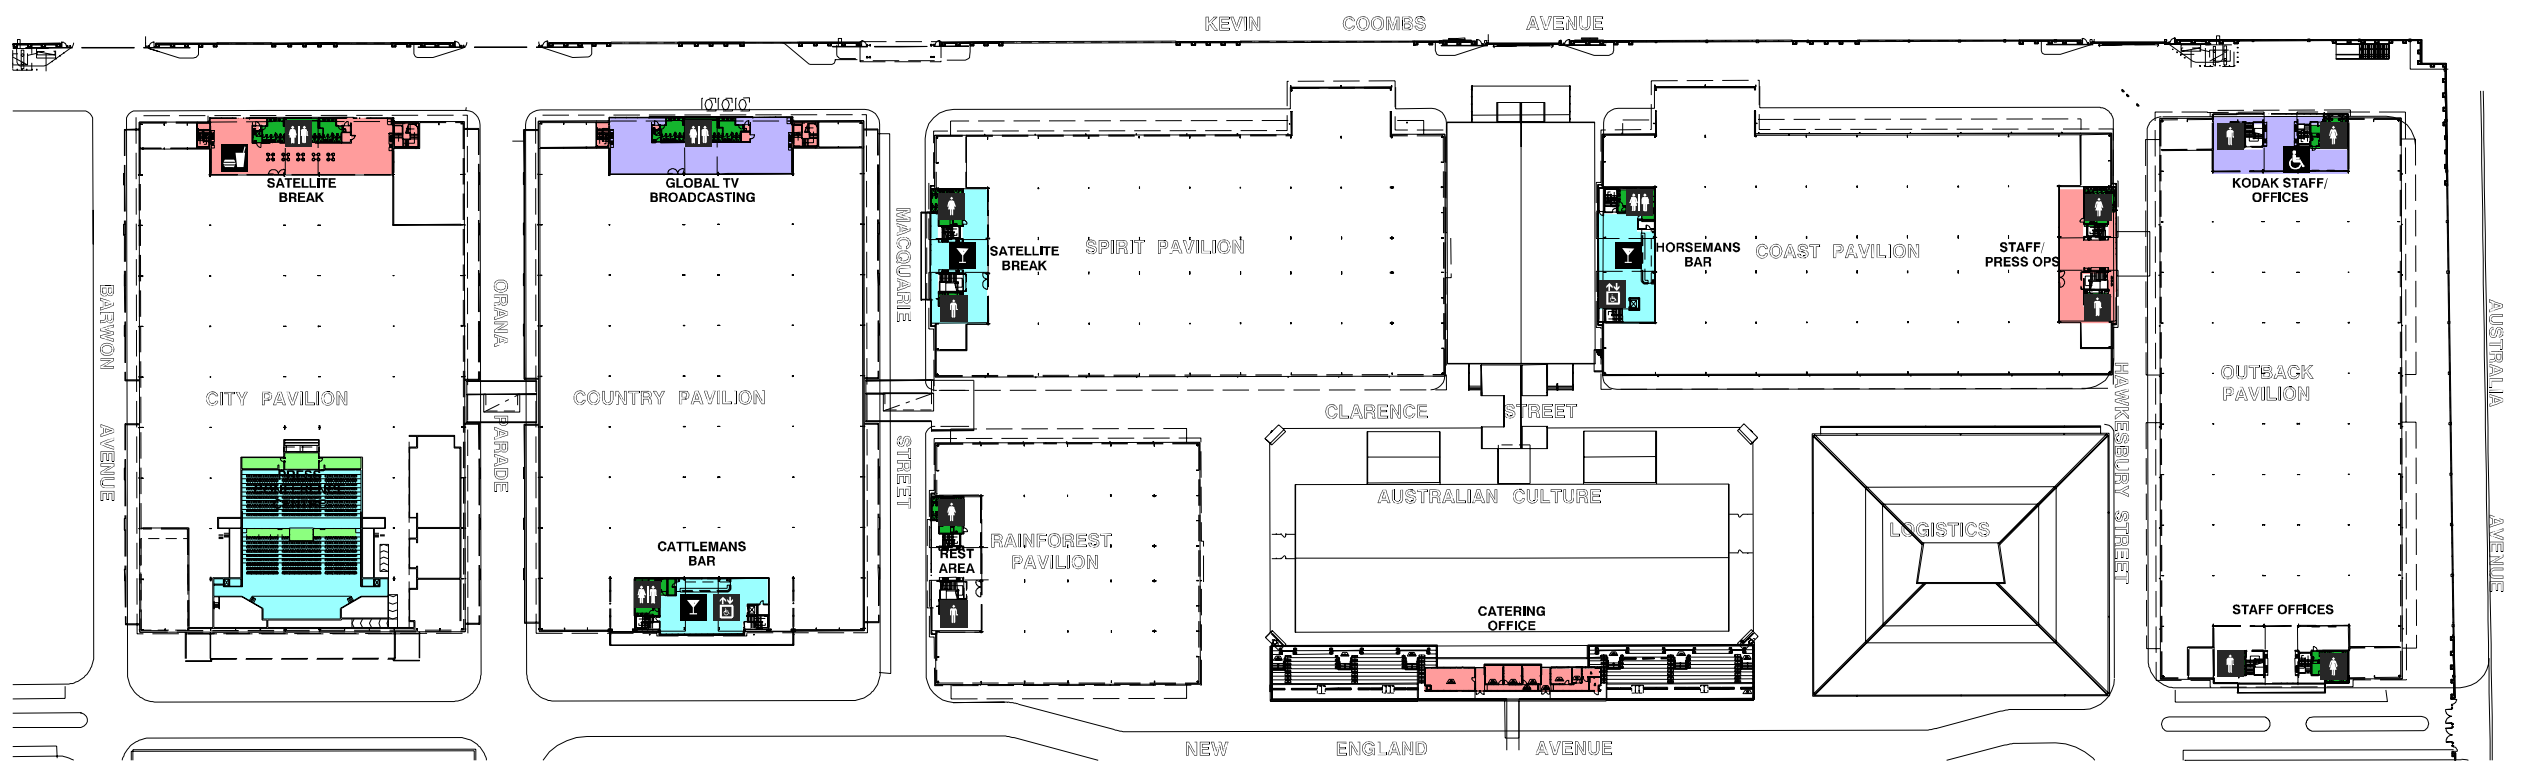 KEVIN COOMBS AVENUE
SATELLITE
BREAK
GLOBAL TV
BROADCASTING
KODAK STAFF/
OFFICES
MACQUARIE
STREET
SATELLITE
BREAK
SPIRIT PAVILION
HORSEMANS
BAR
COAST PAVILION
STAFF/
PRESS OPS
BARWON
AVENUE
ORANA
PARADE
CITY PAVILION
COUNTRY PAVILION
CLARENCE STREET
HAWKESBURY STREET
OUTBACK
PAVILION
AUSTRALIA
AVENUE
PRESS
AUSTRALIAN CULTURE
LOGISTICS
CATTLEMANS
BAR
REST
AREA
RAINFOREST
PAVILION
CATERING
OFFICE
STAFF OFFICES
NEW ENGLAND AVENUE